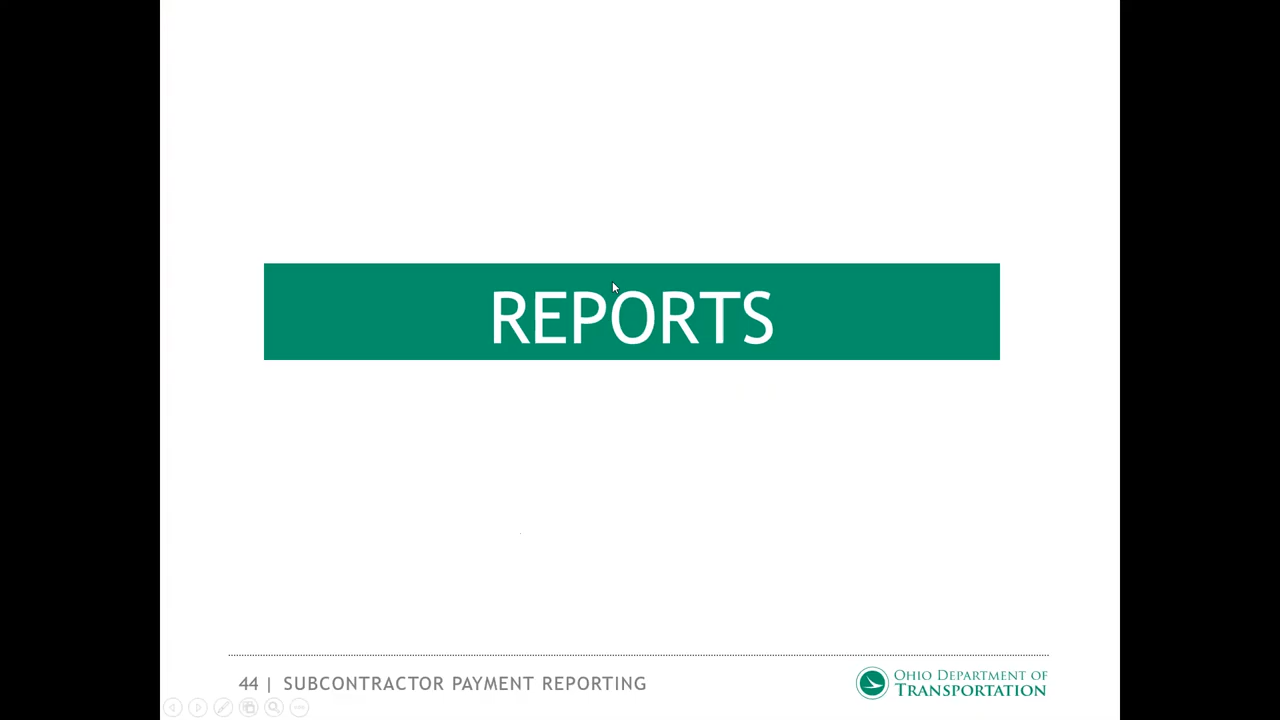 REPORTS
44 | SUBCONTRACTOR PAYMENT REPORTING
OHIO DEPARTMENT OF
TRANSPORTATION